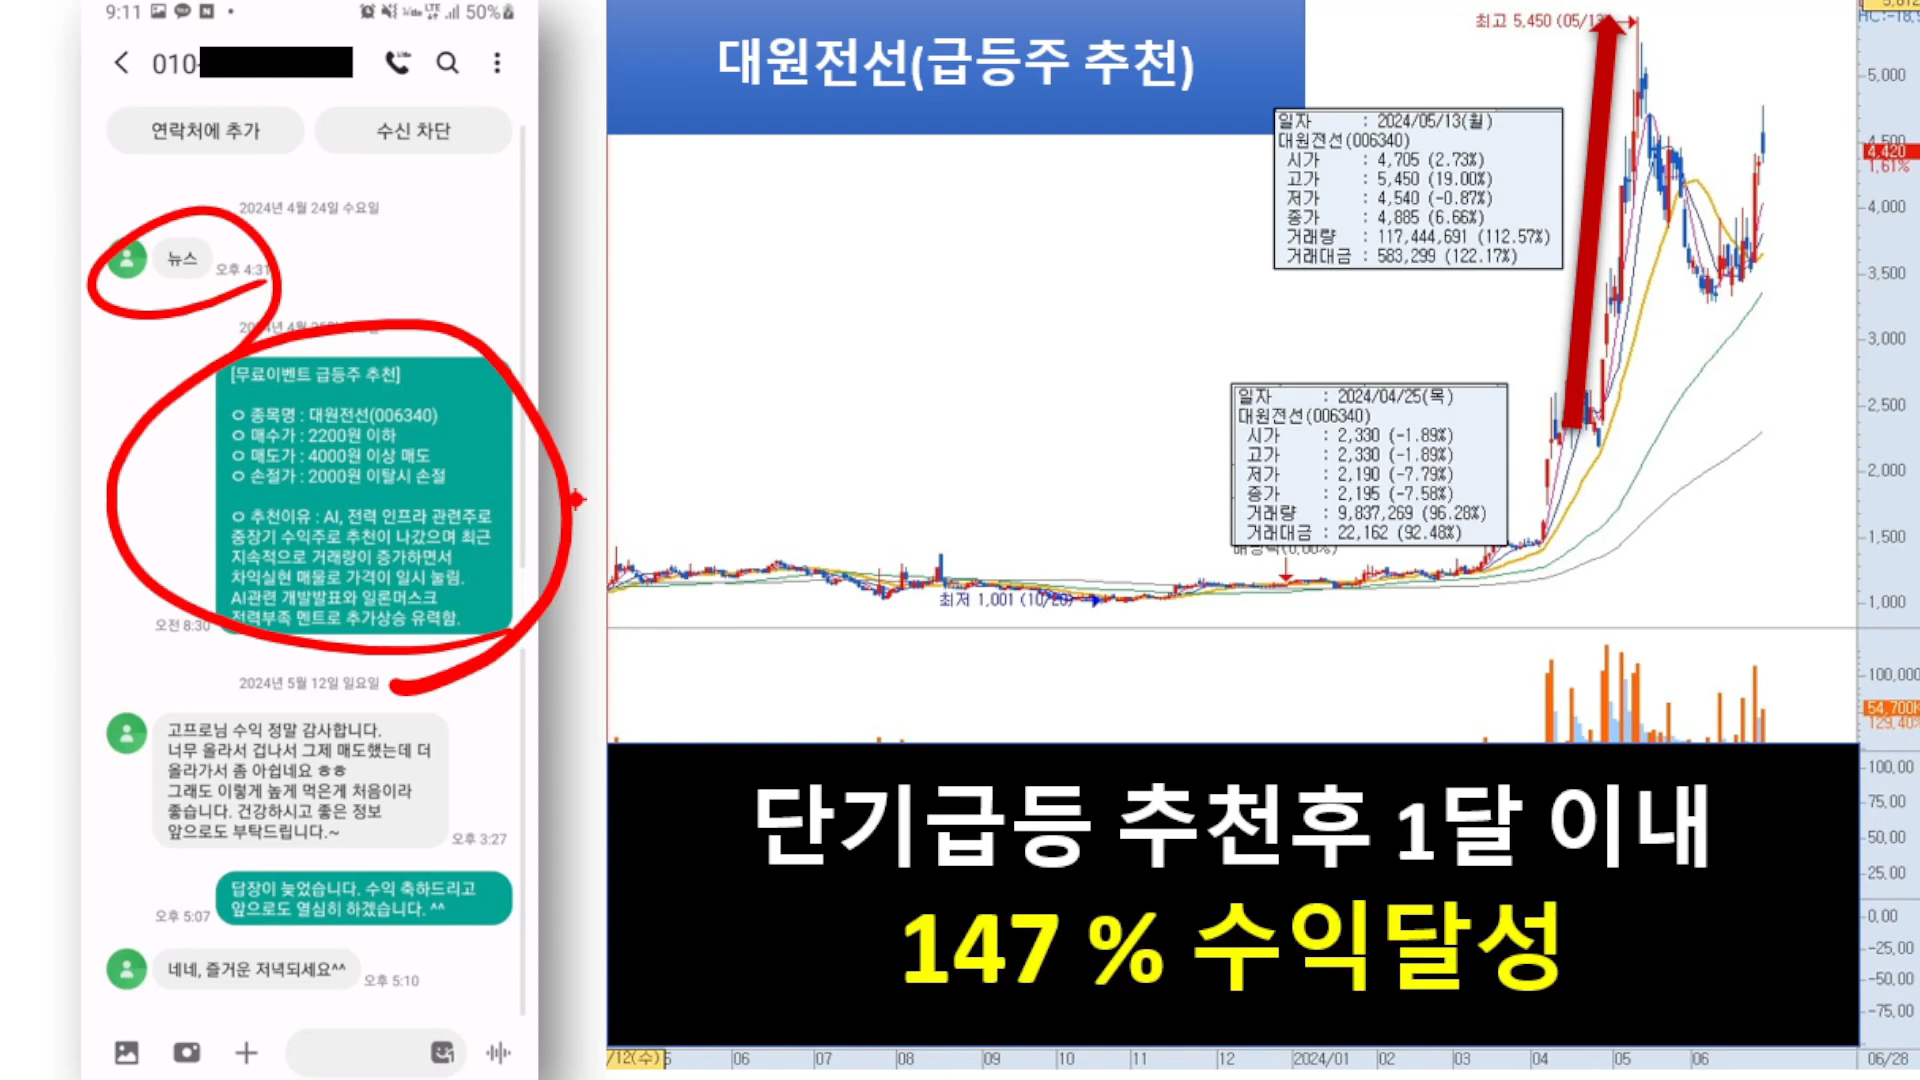 9:11
LTE
50%
010-
연락처에 추가
수신 차단
2024년 4월 24일 수요일
뉴스
오후 4:31
[무료이벤트 급등주 추천]
ㅇ 종목명 : 대원전선(006340)
ㅇ 매수가 : 2200원 이하
ㅇ 매도가 : 4000원 이상 매도
ㅇ 손절가 : 2000원 이탈시 손절
ㅇ 추천이유 : AI, 전력 인프라 관련주로
중장기 수익주로 추천이 나갔으며 최근
지속적으로 거래량이 증가하면서
차익실현 매물로 가격이 일시 눌림.
AI관련 개발발표와 일론머스크
전력부족 멘트로 추가상승 유력함.
오전 8:30
2024년 5월 12일 일요일
고프로님 수익 정말 감사합니다.
너무 올라서 겁나서 그제 매도했는데 더
올라가서 좀 아쉽네요 ㅎㅎ
그래도 이렇게 높게 먹은게 처음이라
좋습니다. 건강하시고 좋은 정보
앞으로도 부탁드립니다.~
오후 3:27
답장이 늦었습니다. 수익 축하드리고
앞으로도 열심히 하겠습니다. ^^
오후 5:07
네네, 즐거운 저녁되세요^^
오후 5:10
대원전선(급등주 추천)
최고 5,450 (05/13)
일자 : 2024/05/13(월)
대원전선(006340)
시가 : 4,705 (2.73%)
고가 : 5,450 (19.00%)
저가 : 4,540 (-0.87%)
종가 : 4,885 (6.66%)
거래량 : 117,444,691 (112.57%)
거래대금 : 583,299 (122.17%)
일자 : 2024/04/25(목)
대원전선(006340)
시가 : 2,330 (-1.89%)
고가 : 2,330 (-1.89%)
저가 : 2,190 (-7.79%)
종가 : 2,195 (-7.58%)
거래량 : 9,837,269 (96.28%)
거래대금 : 22,162 (92.48%)
최저 1,001 (10/26)
5,000
4,500
4,420
1,61%
4,000
3,500
3,000
2,500
2,000
1,500
1,000
100,000
54,700K
129.40%
단기급등 추천후 1달 이내
147 % 수익달성
100,00
75,00
50,00
25,00
0,00
-25,00
-50,00
-75,00
/12(수)
06
07
08
09
10
11
12
2024/01
02
03
04
05
06
06/28